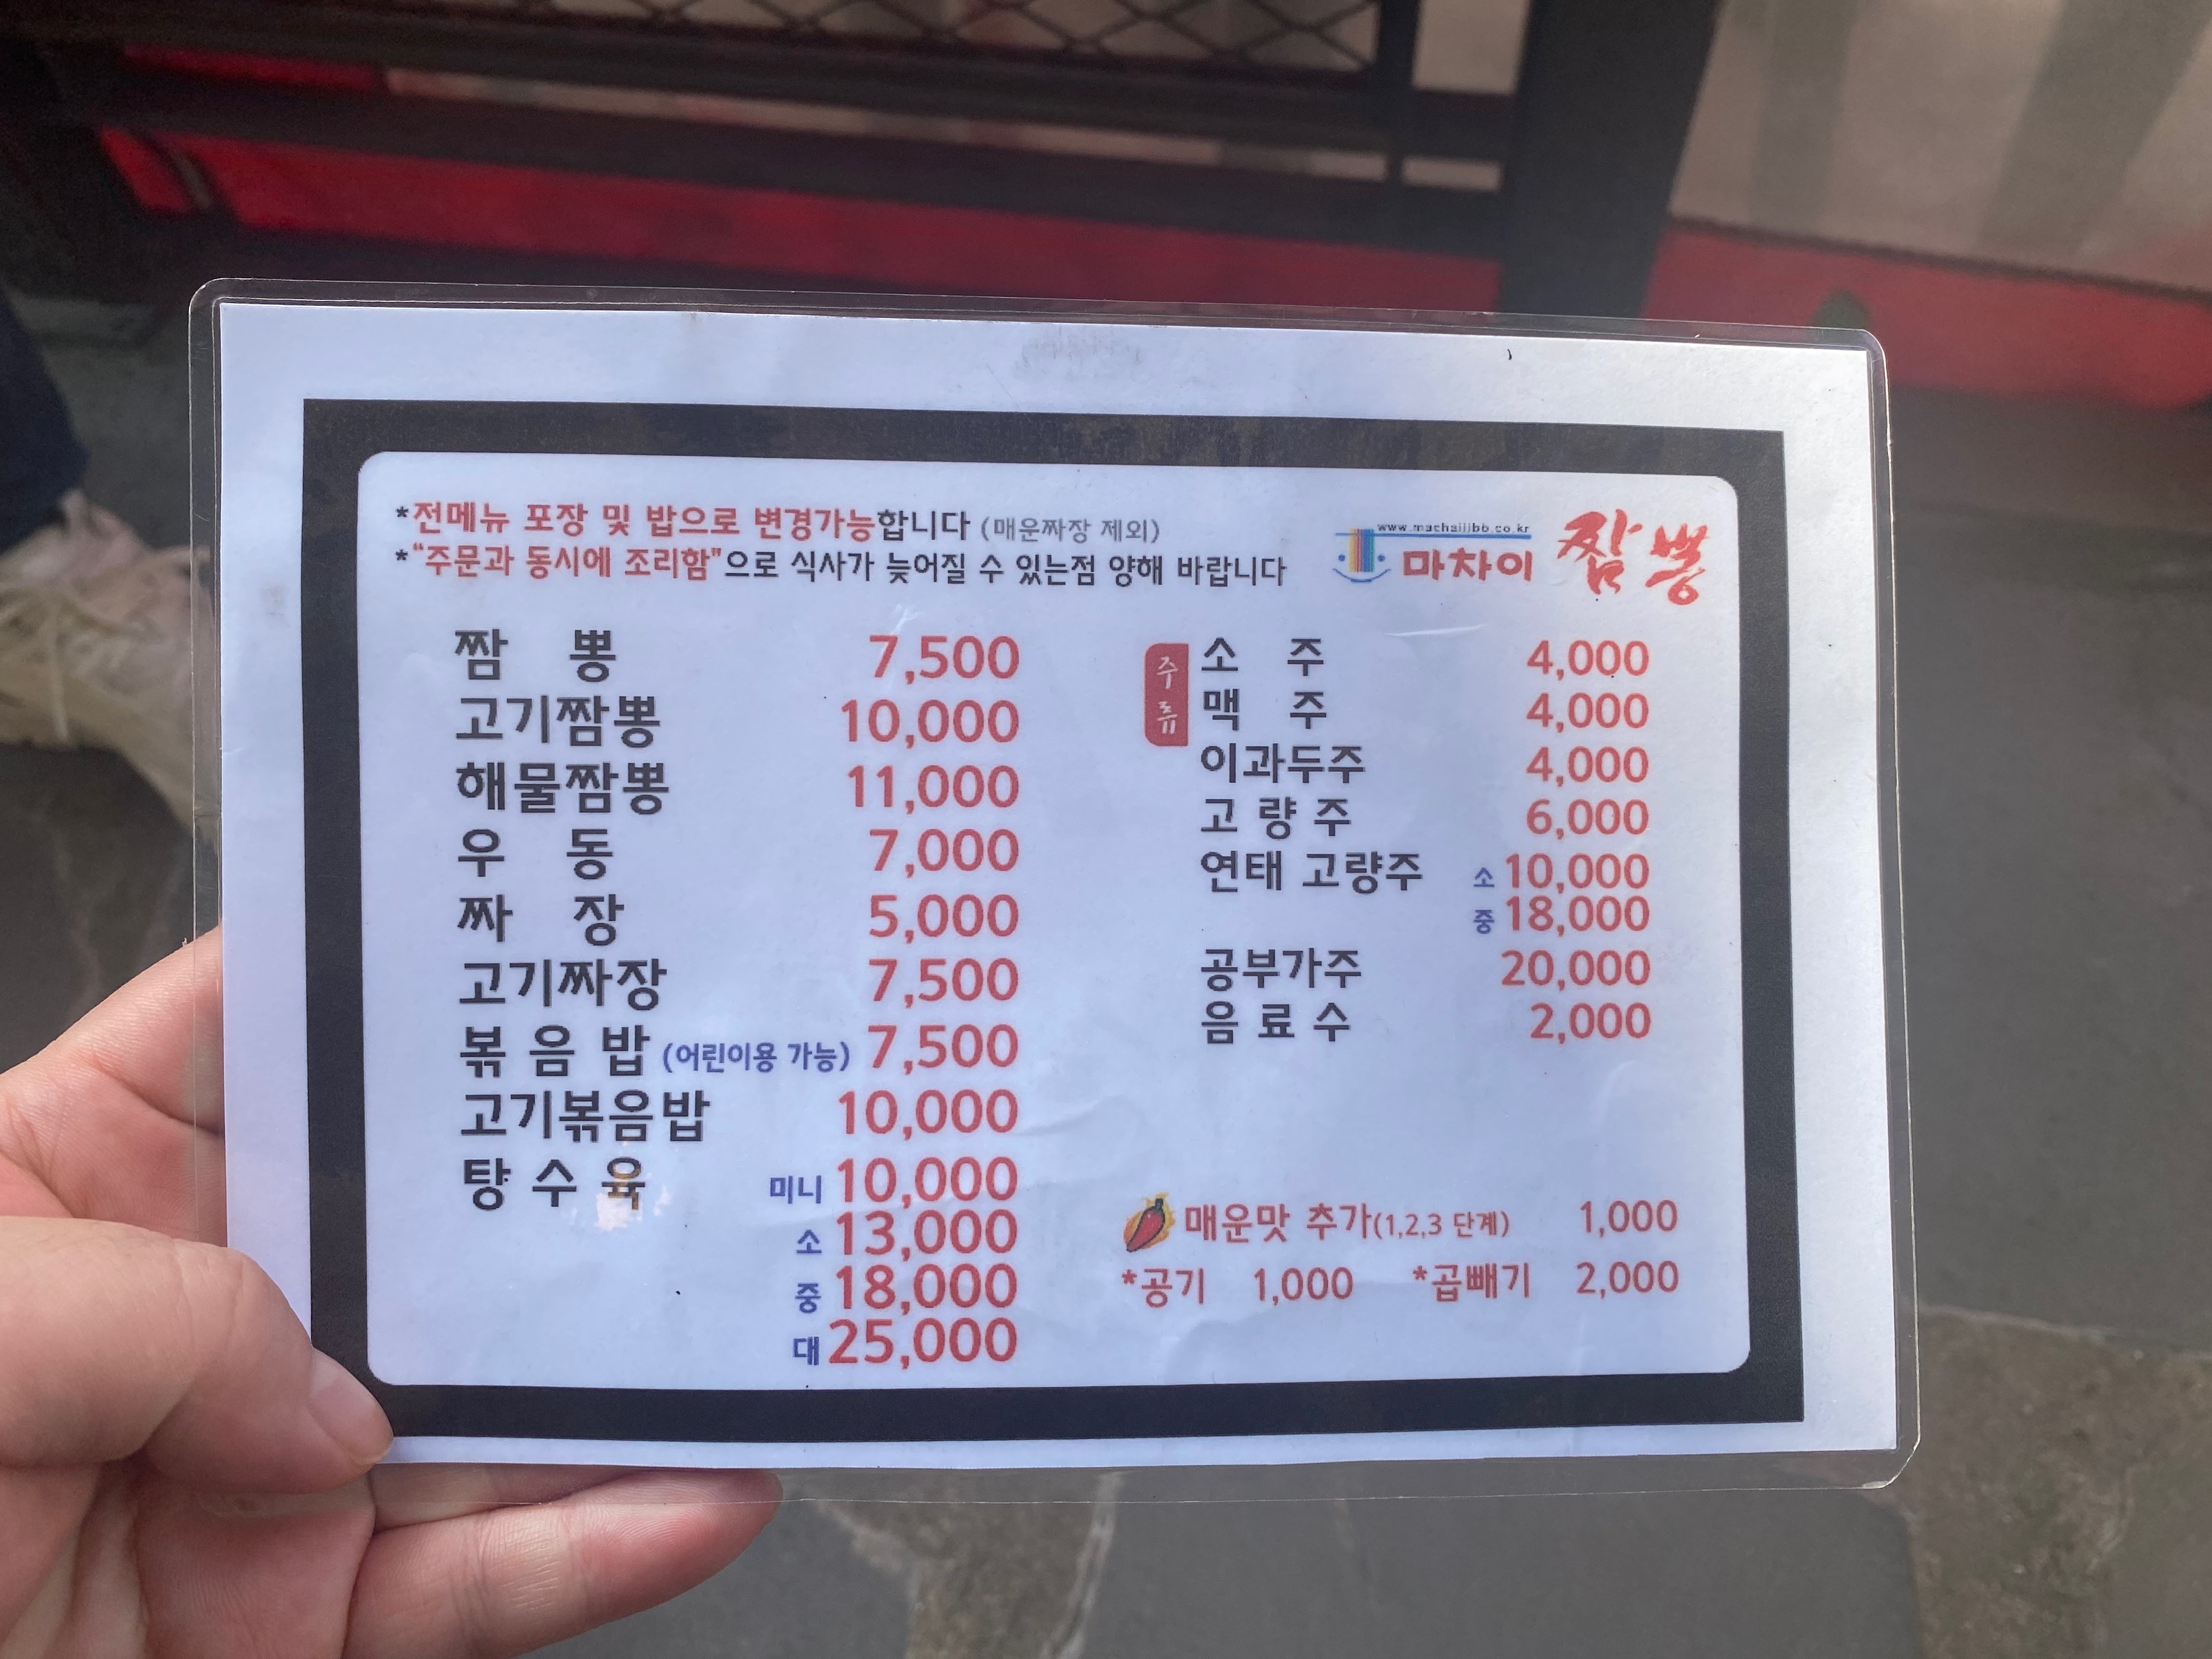 *전메뉴 포장 및 밥으로 변경가능합니다 (매운짜장 제외)
*“주문과 동시에 조리함”으로 식사가 늦어질 수 있는점 양해 바랍니다
www.machaijjbb.co.kr
마차이 짬뽕
짬 뽕 7,500
고기짬뽕 10,000
해물짬뽕 11,000
우 동 7,000
짜 장 5,000
고기짜장 7,500
볶 음 밥 (어린이용 가능) 7,500
고기볶음밥 10,000
탕 수 육 미니 10,000
소 13,000
중 18,000
대 25,000
주류
소 주 4,000
맥 주 4,000
이과두주 4,000
고 량 주 6,000
연태 고량주 소 10,000
중 18,000
공부가주 20,000
음 료 수 2,000
매운맛 추가(1,2,3 단계) 1,000
*공기 1,000 *곱빼기 2,000